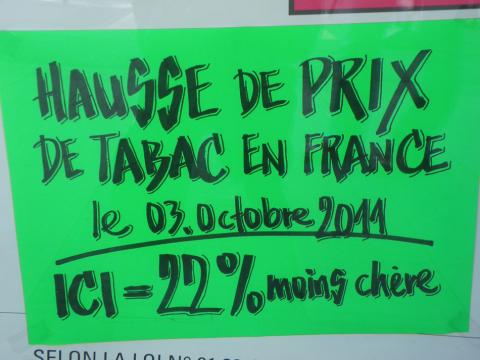 HAUSSE DE PRIX
DE TABAC EN FRANCE
le 03. Octobre 2011
ICI = 22% moins chère
SELON LA LOI N°